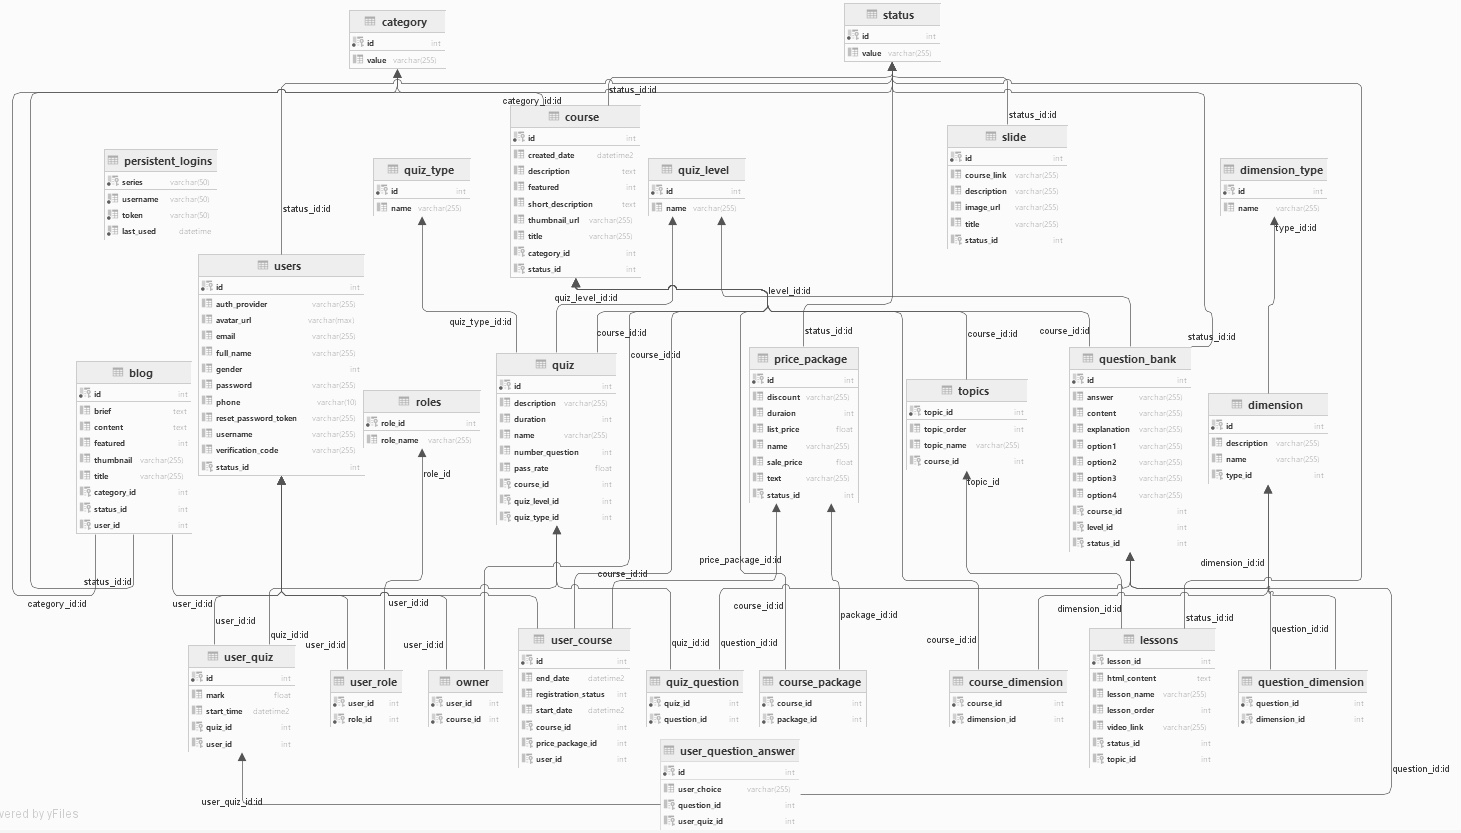 category
id int
value varchar(255)
status
id int
value varchar(255)
status_id:id
category_id:id
course
id int
created_date datetime2
description text
featured int
short_description text
thumbnail_url varchar(255)
title varchar(255)
category_id int
status_id int
status_id:id
slide
id int
course_link varchar(255)
description varchar(255)
image_url varchar(255)
title varchar(255)
status_id int
persistent_logins
series varchar(50)
username varchar(50)
token varchar(50)
last_used datetime
quiz_type
id int
name varchar(255)
quiz_level
id int
name varchar(255)
dimension_type
id int
name varchar(255)
status_id:id
type_id:id
users
id int
auth_provider varchar(255)
avatar_url varchar(max)
email varchar(255)
full_name varchar(255)
gender int
password varchar(255)
phone varchar(10)
reset_password_token varchar(255)
username varchar(255)
verification_code varchar(255)
status_id int
level_id:id
quiz_level_id:id
quiz_type_id:id
course_id:id
course_id:id
status_id:id
course_id:id
course_id:id
status_id:id
blog
id int
brief text
content text
featured int
thumbnail varchar(255)
title varchar(255)
category_id int
status_id int
user_id int
roles
role_id int
role_name varchar(255)
role_id
quiz
id int
description varchar(255)
duration int
name varchar(255)
number_question int
pass_rate float
course_id int
quiz_level_id int
quiz_type_id int
price_package
id int
discount varchar(255)
duraion int
list_price float
name varchar(255)
sale_price float
text varchar(255)
status_id int
topics
topic_id int
topic_order int
topic_name varchar(255)
course_id int
topic_id
question_bank
id int
answer varchar(255)
content varchar(255)
explanation varchar(255)
option1 varchar(255)
option2 varchar(255)
option3 varchar(255)
option4 varchar(255)
course_id int
level_id int
status_id int
dimension
id int
description varchar(255)
name varchar(255)
type_id int
status_id:id
category_id:id
user_id:id
user_id:id
quiz_id:id
user_id:id
user_id:id
user_id:id
course_id:id
price_package_id:id
quiz_id:id
question_id:id
course_id:id
package_id:id
course_id:id
dimension_id:id
dimension_id:id
status_id:id
question_id:id
user_quiz
id int
mark float
start_time datetime2
quiz_id int
user_id int
user_role
user_id int
role_id int
owner
user_id int
course_id int
user_course
id int
end_date datetime2
registration_status int
start_date datetime2
course_id int
price_package_id int
user_id int
quiz_question
quiz_id int
question_id int
course_package
course_id int
package_id int
course_dimension
course_id int
dimension_id int
lessons
lesson_id int
html_content text
lesson_name varchar(255)
lesson_order int
video_link varchar(255)
status_id int
topic_id int
question_dimension
question_id int
dimension_id int
user_question_answer
id int
user_choice varchar(255)
question_id int
user_quiz_id int
question_id:id
user_quiz_id:id
wered by yFiles